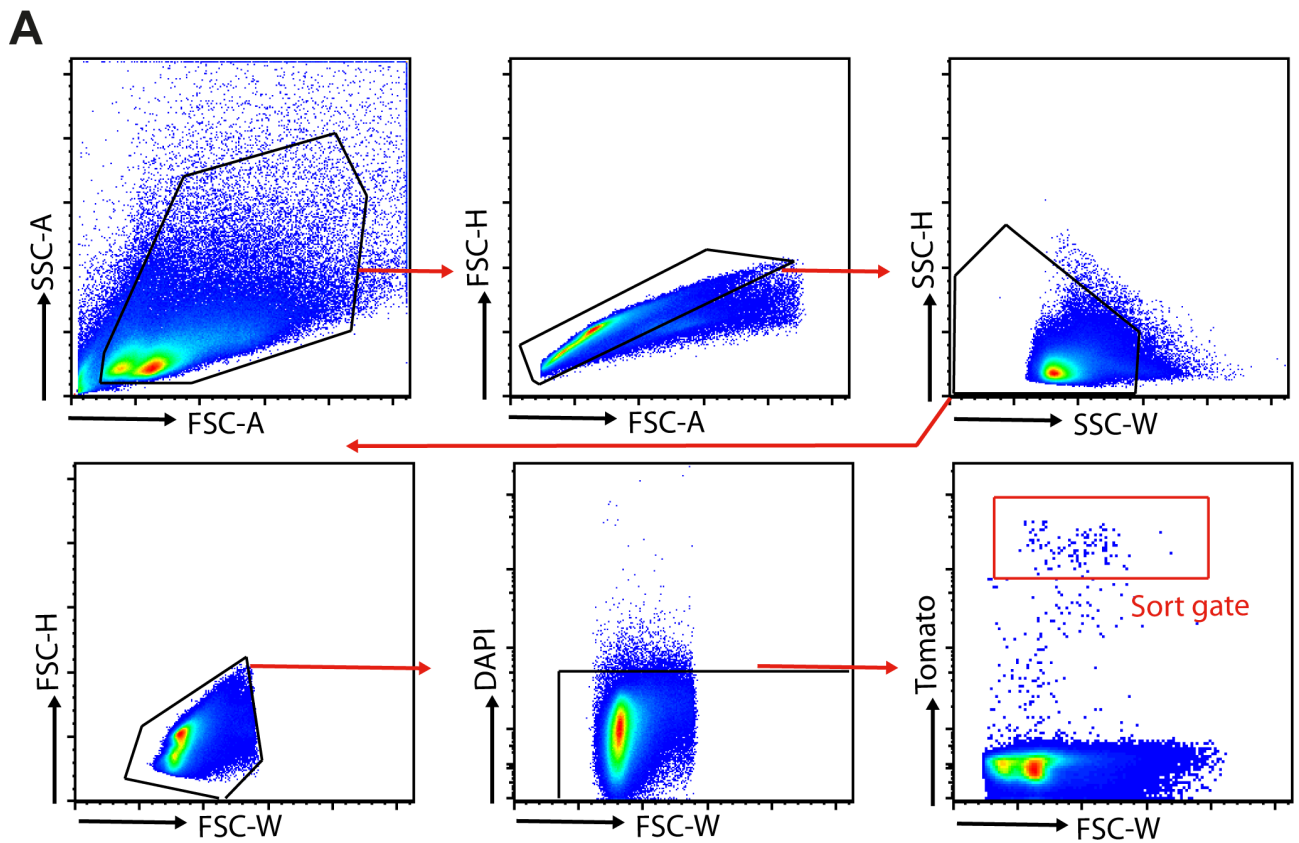 A
SSC-A
FSC-A
FSC-H
FSC-A
SSC-H
SSC-W
FSC-H
FSC-W
DAPI
FSC-W
Tomato
Sort gate
FSC-W